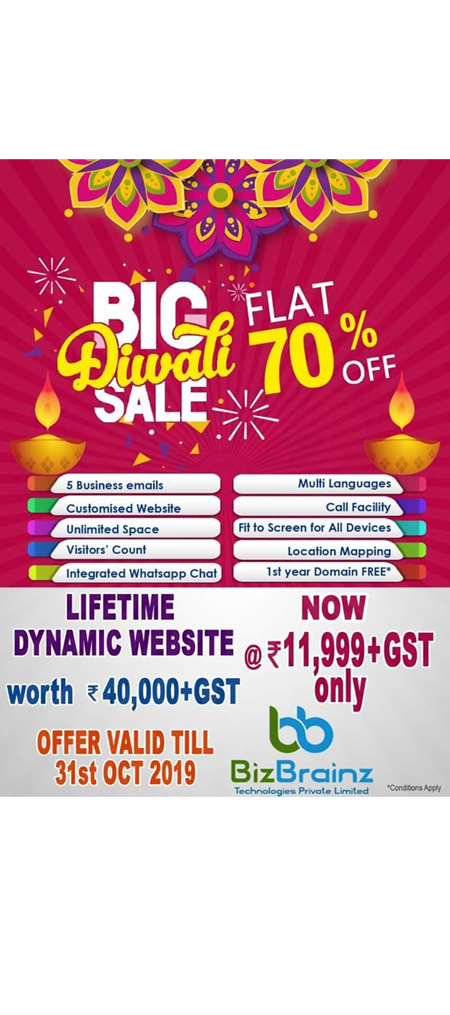 BIG
Diwali
SALE
FLAT
70%
OFF
5 Business emails
Customised Website
Unlimited Space
Visitors' Count
Integrated Whatsapp Chat
Multi Languages
Call Facility
Fit to Screen for All Devices
Location Mapping
1st year Domain FREE*
LIFETIME
DYNAMIC WEBSITE
worth ₹40,000+GST
OFFER VALID TILL
31st OCT 2019
NOW
@ ₹11,999+GST
only
bb
BizBrainz
Technologies Private Limited
*Conditions Apply